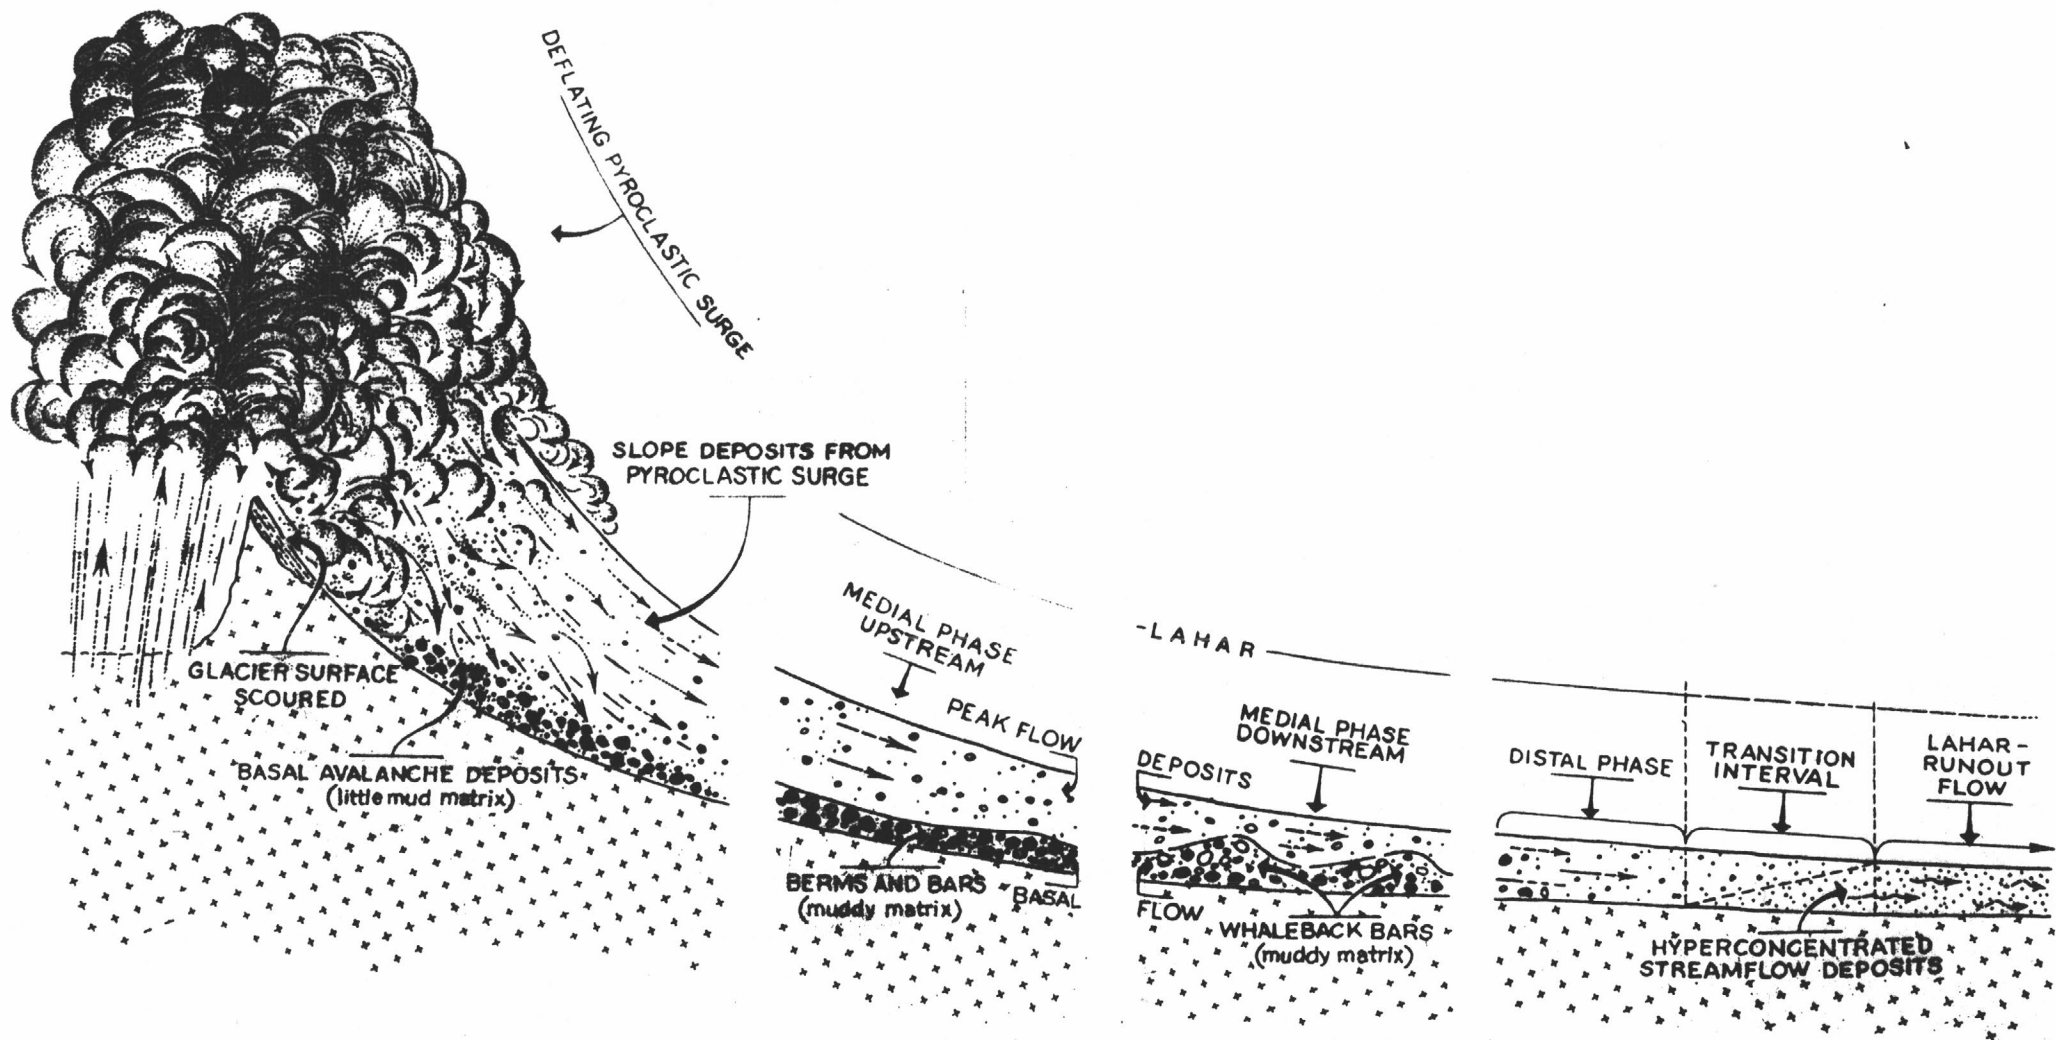 DEFLATING PYROCLASTIC SURGE
SLOPE DEPOSITS FROM
PYROCLASTIC SURGE
GLACIER SURFACE
SCOURED
BASAL AVALANCHE DEPOSITS
(little mud matrix)
MEDIAL PHASE
UPSTREAM
PEAK FLOW
BERMS AND BARS
(muddy matrix)
BASAL
-LAHAR
MEDIAL PHASE
DOWNSTREAM
DEPOSITS
FLOW
WHALEBACK BARS
(muddy matrix)
DISTAL PHASE
TRANSITION
INTERVAL
LAHAR-
RUNOUT
FLOW
HYPERCONCENTRATED
STREAMFLOW DEPOSITS